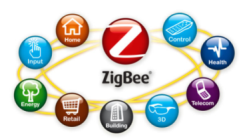 Home
Control
Input
Health
ZigBee®
Energy
Telecom
Retail
Building
3D